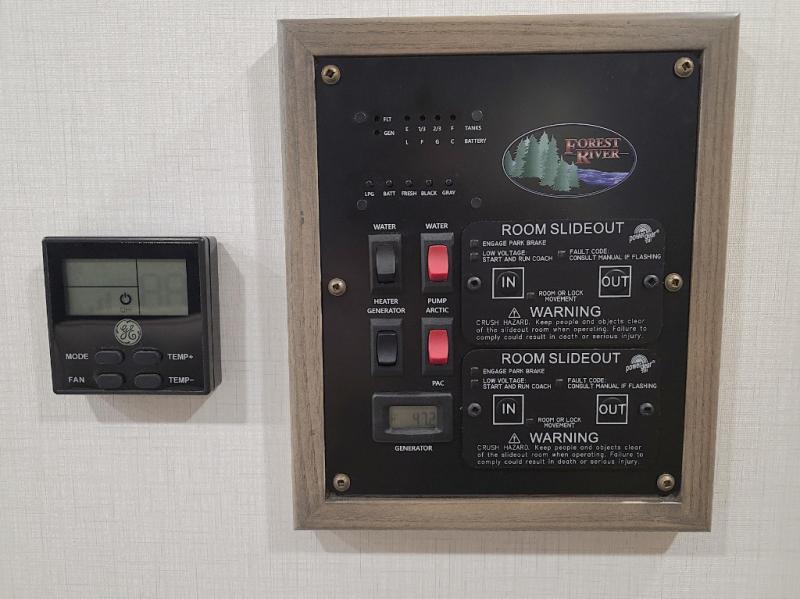 FLT
GEN
E 1/3 2/3 F TANKS
L F G C BATTERY
LPG BATT FRESH BLACK GRAY
FOREST
RIVER
WATER
HEATER
GENERATOR
WATER
PUMP
ARCTIC
PAC
GENERATOR
ROOM SLIDEOUT
ENGAGE PARK BRAKE
LOW VOLTAGE:
START AND RUN COACH
FAULT CODE:
CONSULT MANUAL IF FLASHING
IN
OUT
ROOM OR LOCK
MOVEMENT
WARNING
CRUSH HAZARD. Keep people and objects clear
of the slideout room when operating. Failure to
comply could result in death or serious injury.
ROOM SLIDEOUT
ENGAGE PARK BRAKE
LOW VOLTAGE:
START AND RUN COACH
FAULT CODE:
CONSULT MANUAL IF FLASHING
IN
OUT
ROOM OR LOCK
MOVEMENT
WARNING
CRUSH HAZARD. Keep people and objects clear
of the slideout room when operating. Failure to
comply could result in death or serious injury.
GE
MODE TEMP+
FAN TEMP-